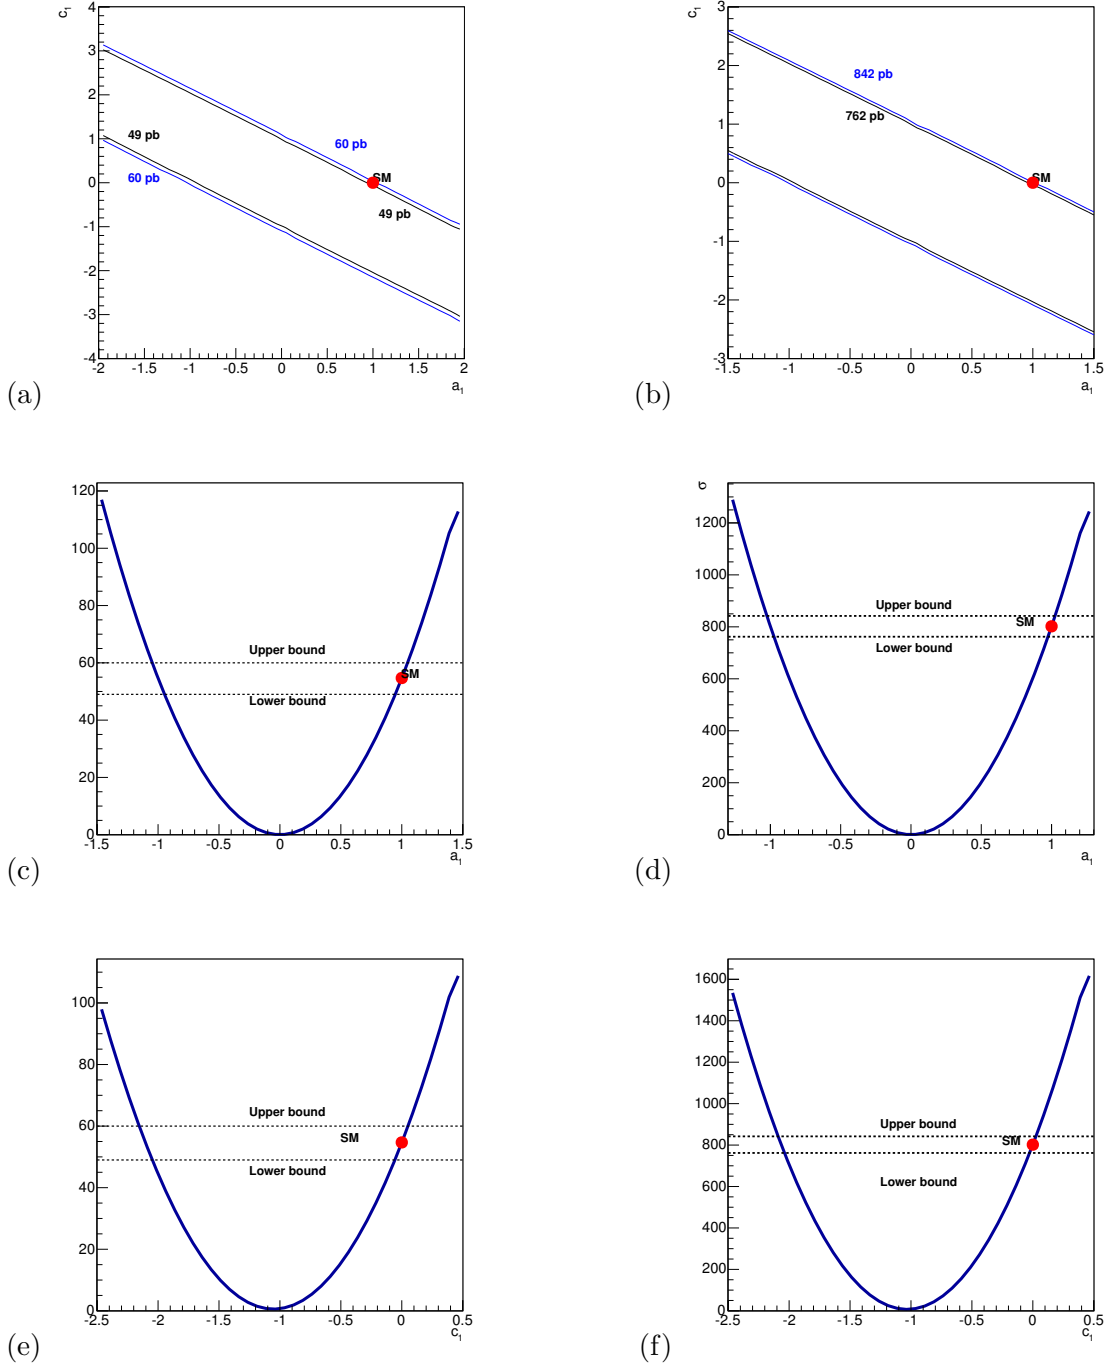 c1
4
3
2
1
0
-1
-2
-3
-4
49 pb
60 pb
60 pb
SM
49 pb
-2
-1.5
-1
-0.5
0
0.5
1
1.5
2
a1
(a)
c1
3
2
1
0
-1
-2
-3
842 pb
762 pb
SM
-1.5
-1
-0.5
0
0.5
1
1.5
a1
(b)
120
100
80
60
40
20
0
Upper bound
SM
Lower bound
-1.5
-1
-0.5
0
0.5
1
1.5
a1
(c)
σ
1200
1000
800
600
400
200
0
Upper bound
SM
Lower bound
-1
-0.5
0
0.5
1
a1
(d)
100
80
60
40
20
0
Upper bound
SM
Lower bound
-2.5
-2
-1.5
-1
-0.5
0
0.5
c1
(e)
1600
1400
1200
1000
800
600
400
200
0
Upper bound
SM
Lower bound
-2.5
-2
-1.5
-1
-0.5
0
0.5
c1
(f)